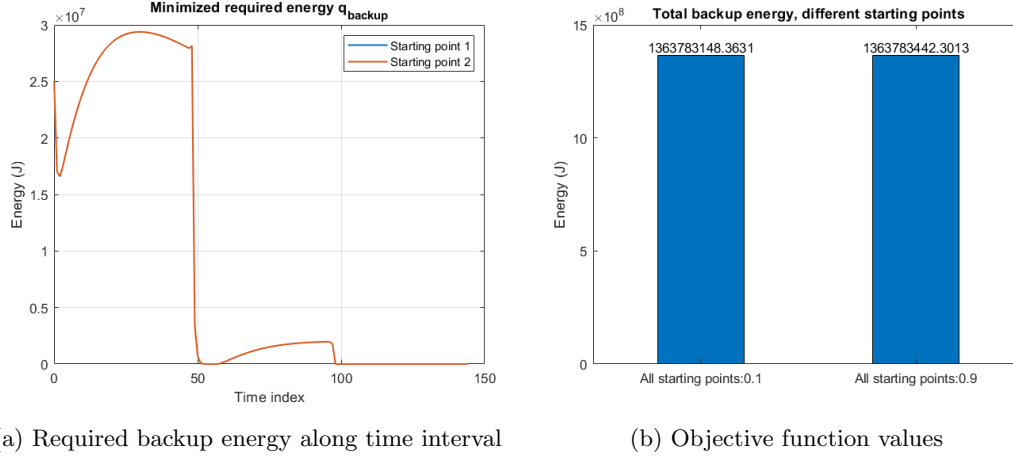 Minimized required energy q_backup
×10^7
3
2.5
2
1.5
1
0.5
0
Energy (J)
0 50 100 150
Time index
Starting point 1
Starting point 2
a) Required backup energy along time interval
Total backup energy, different starting points
×10^8
15
10
5
0
Energy (J)
1363783148.3631 1363783442.3013
All starting points:0.1 All starting points:0.9
(b) Objective function values